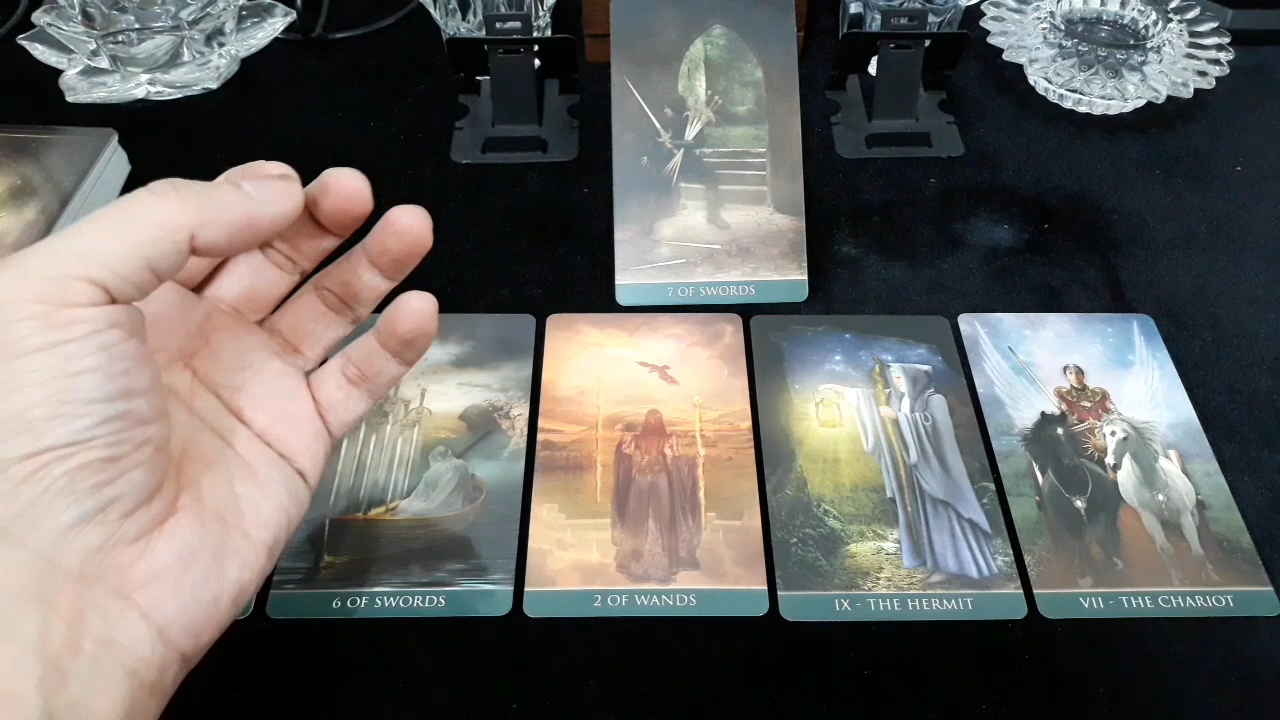 7 OF SWORDS
6 OF SWORDS
2 OF WANDS
IX - THE HERMIT
VII - THE CHARIOT